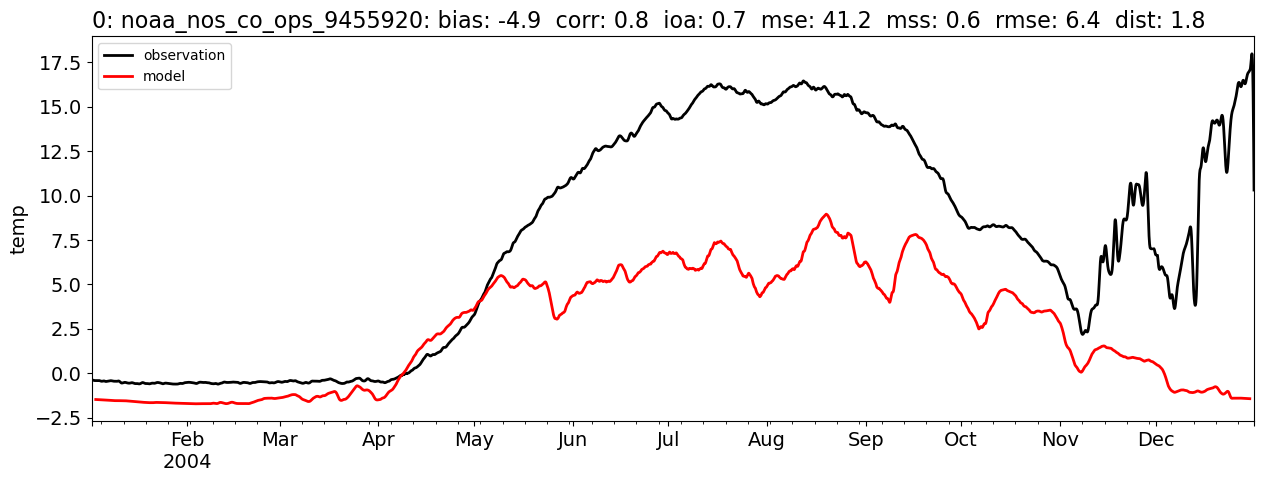 0: noaa_nos_co_ops_9455920: bias: -4.9  corr: 0.8  ioa: 0.7  mse: 41.2  mss: 0.6  rmse: 6.4  dist: 1.8
observation
model
temp
17.5
15.0
12.5
10.0
7.5
5.0
2.5
0.0
−2.5
Feb Mar Apr May Jun Jul Aug Sep Oct Nov Dec
2004